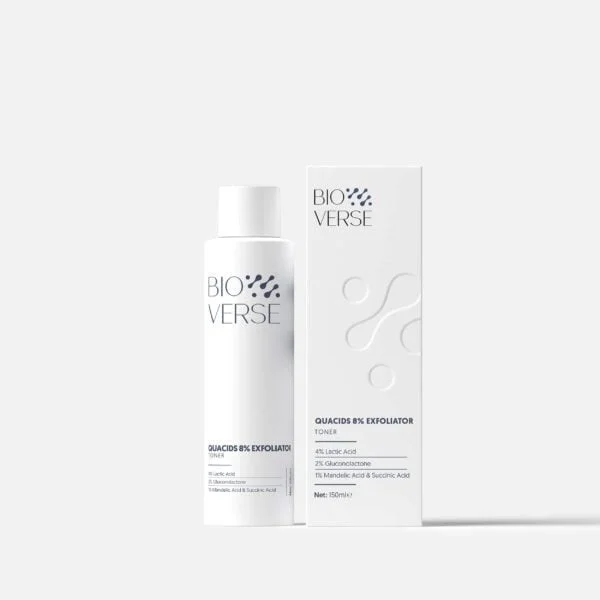 BIO
VERSE
QUACIDS 8% EXFOLIATOR
TONER
4% Lactic Acid
2% Gluconolactone
1% Mandelic Acid & Succinic Acid
BIO
VERSE
QUACIDS 8% EXFOLIATOR
TONER
4% Lactic Acid
2% Gluconolactone
1% Mandelic Acid & Succinic Acid
Net: 150ml℮